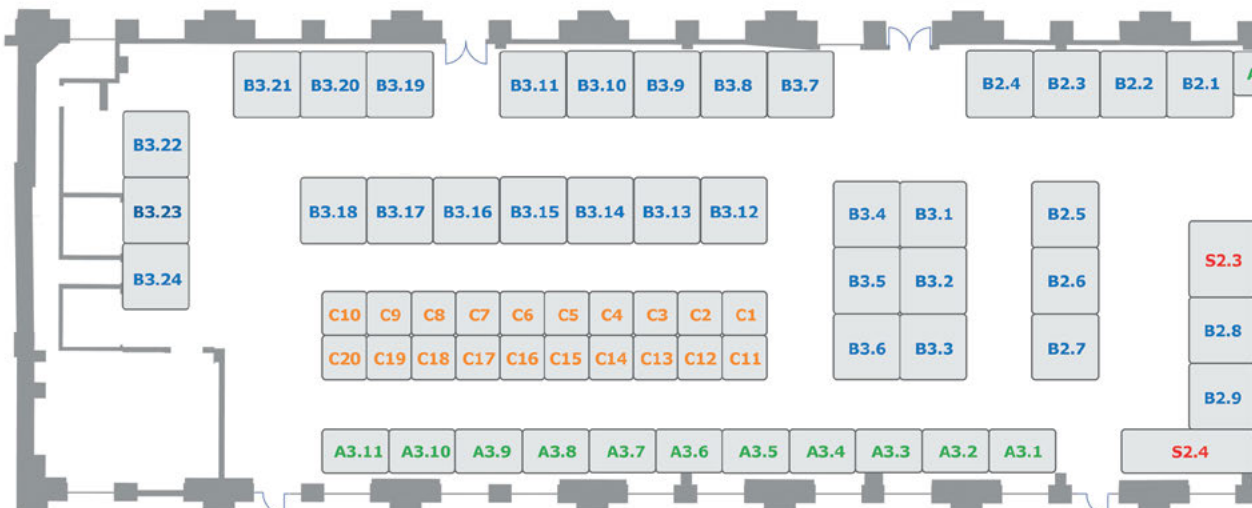 B3.21 B3.20 B3.19 B3.11 B3.10 B3.9 B3.8 B3.7 B2.4 B2.3 B2.2 B2.1 A
B3.22
B3.23 B3.18 B3.17 B3.16 B3.15 B3.14 B3.13 B3.12 B3.4 B3.1 B2.5
B3.24 B3.5 B3.2 B2.6 S2.3
C10 C9 C8 C7 C6 C5 C4 C3 C2 C1 B2.8
C20 C19 C18 C17 C16 C15 C14 C13 C12 C11 B3.6 B3.3 B2.7
B2.9
A3.11 A3.10 A3.9 A3.8 A3.7 A3.6 A3.5 A3.4 A3.3 A3.2 A3.1 S2.4